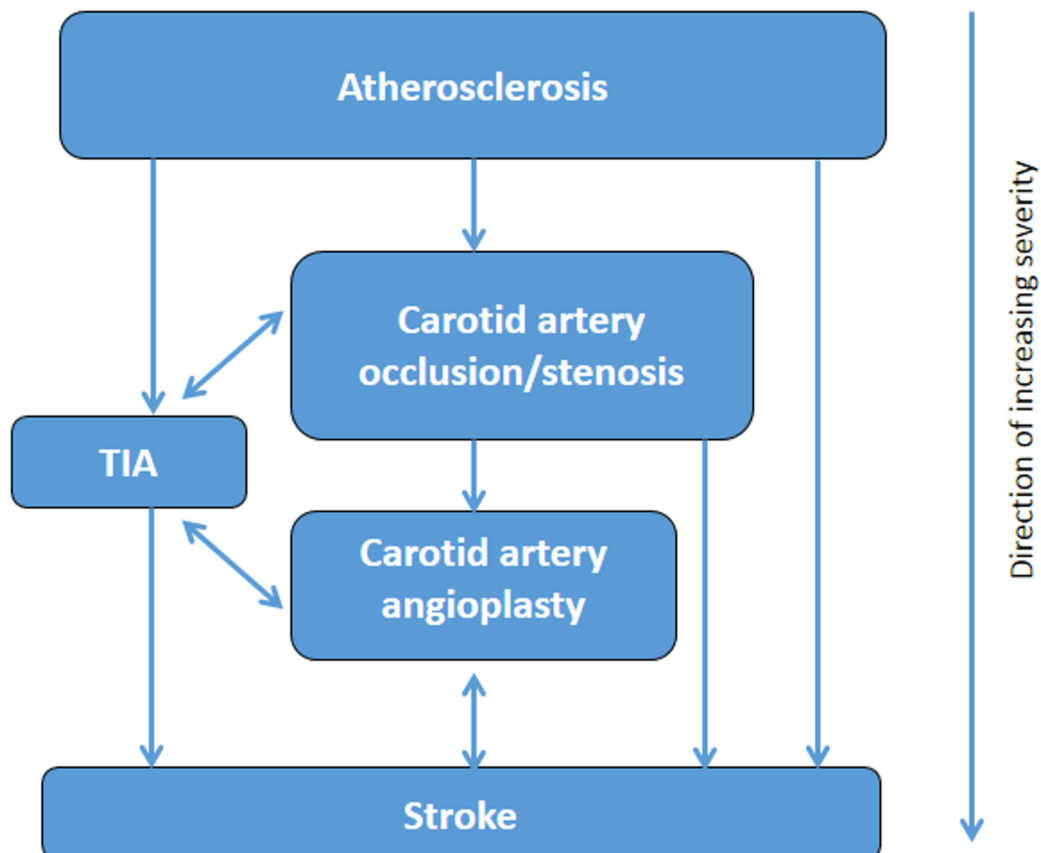 Atherosclerosis
Carotid artery
occlusion/stenosis
TIA
Carotid artery
angioplasty
Stroke
Direction of increasing severity